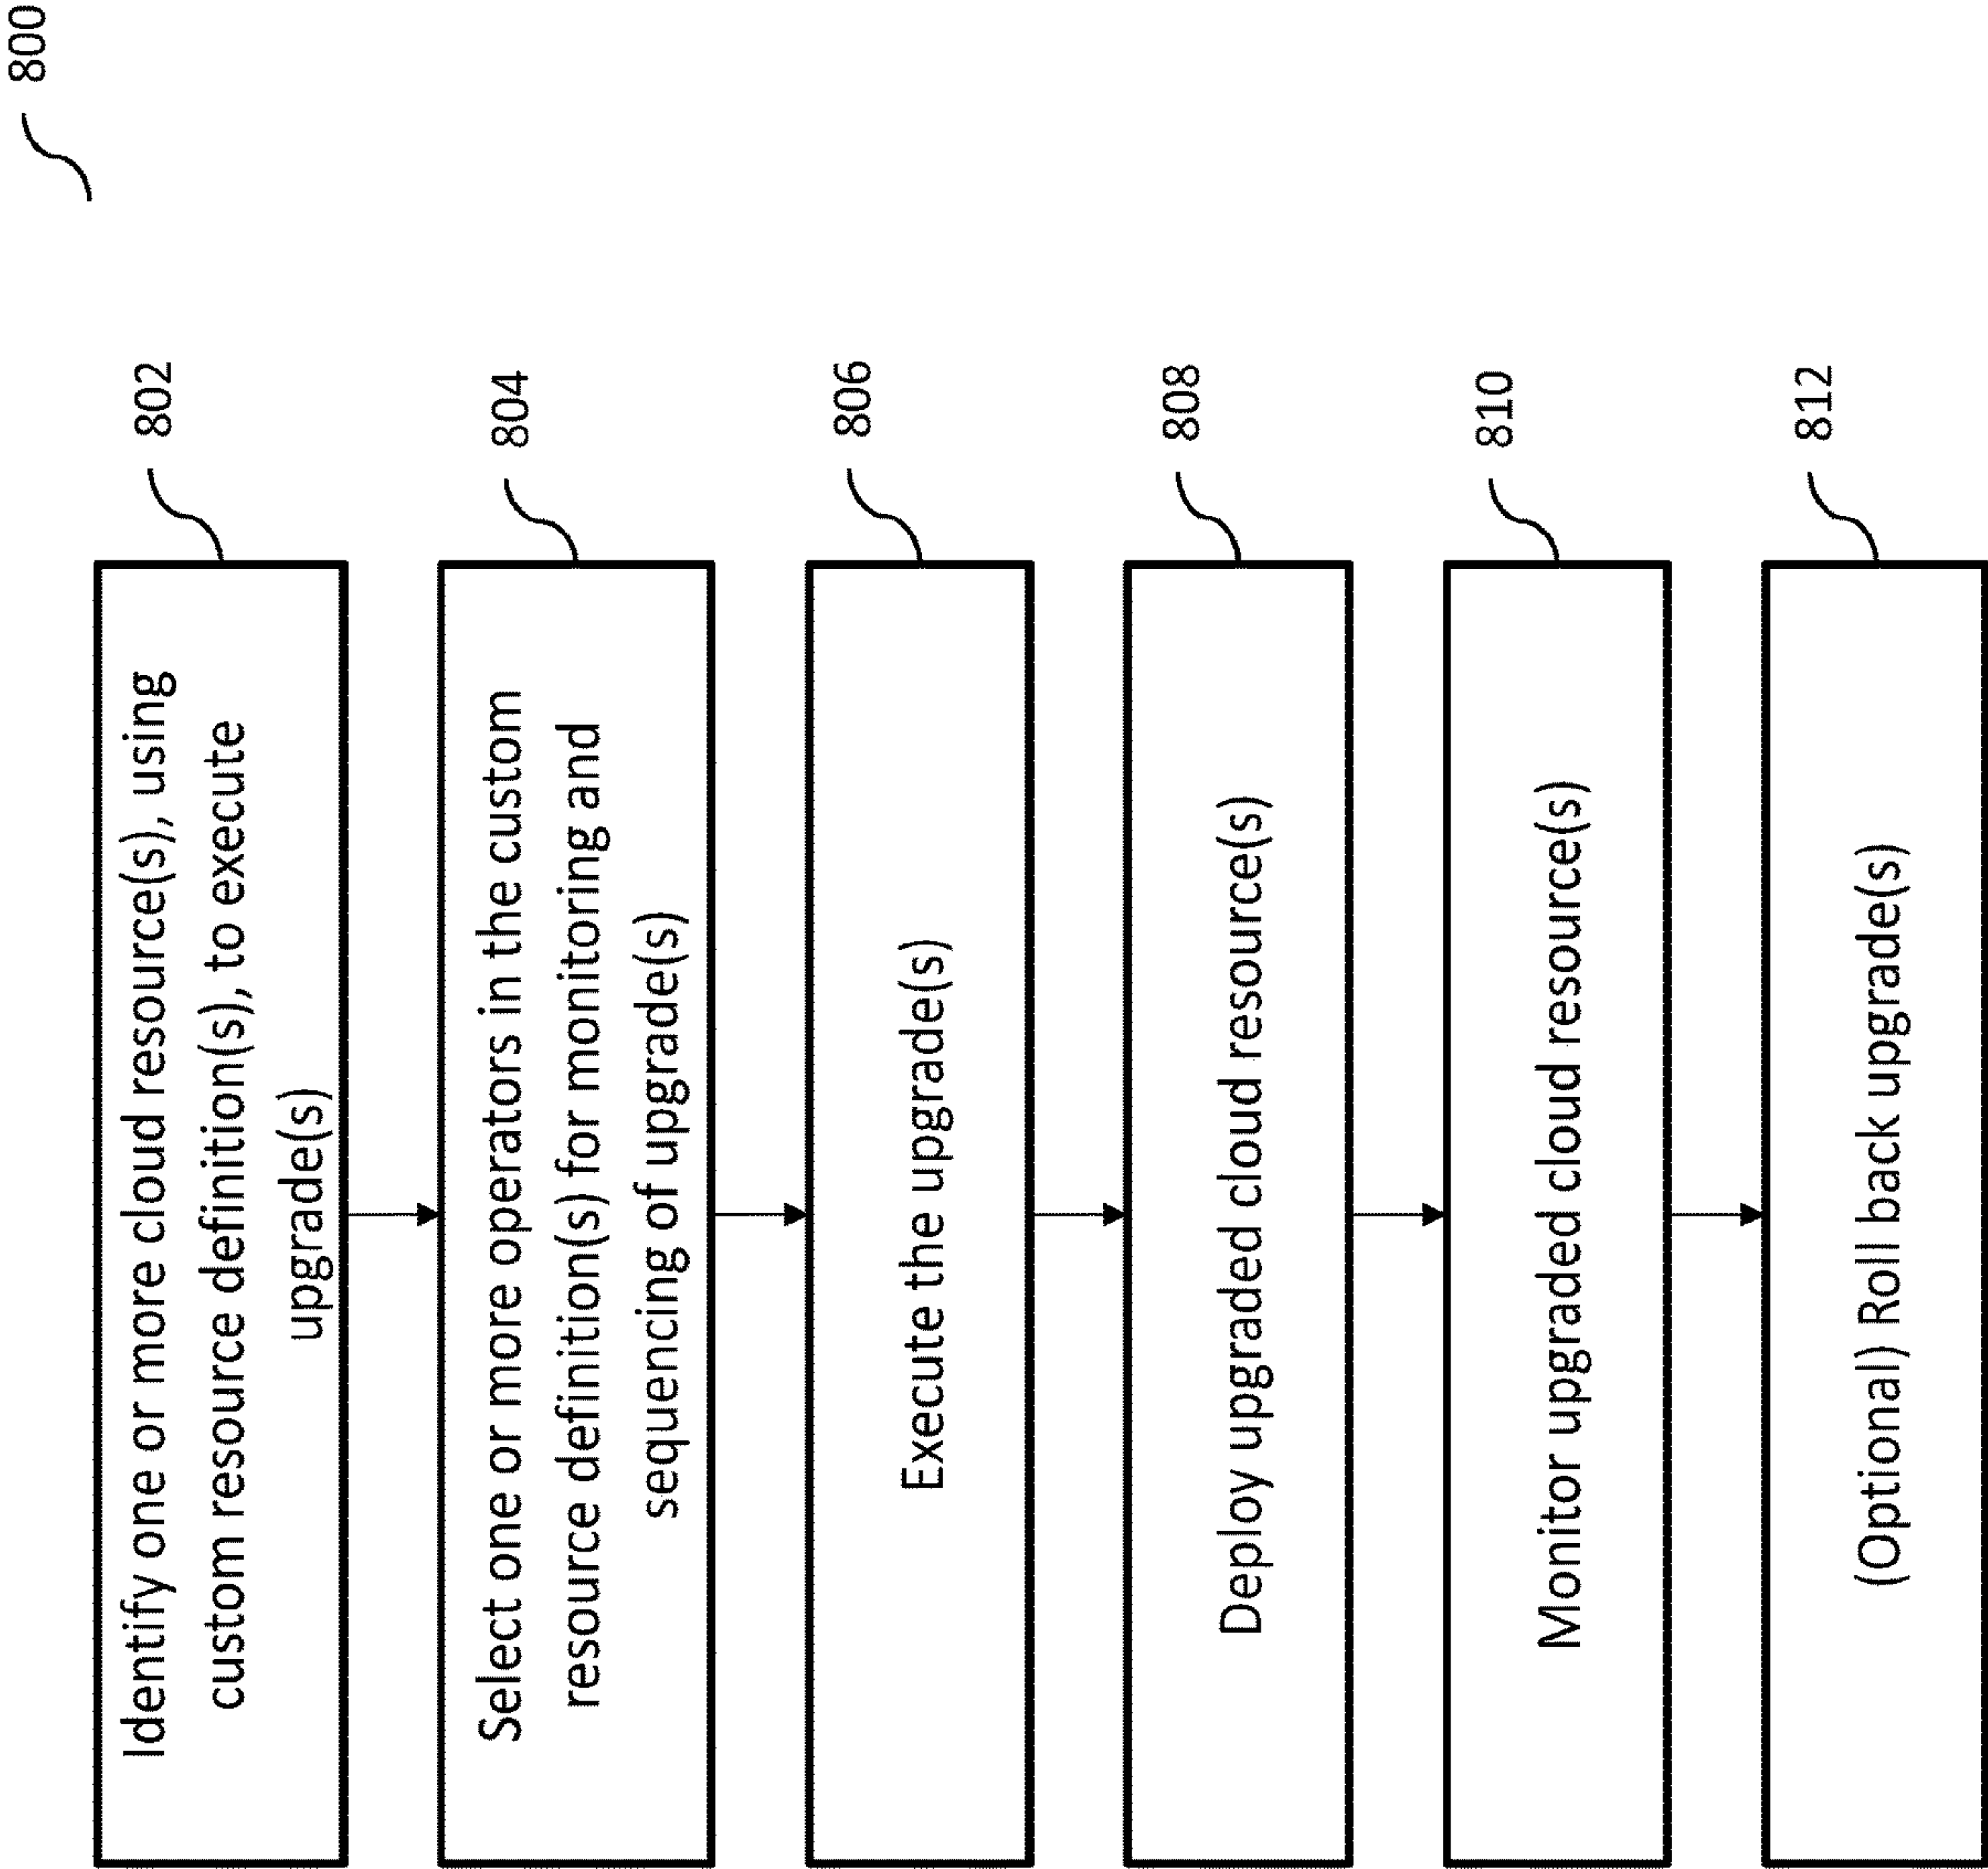 800
Identify one or more cloud resource(s), using
custom resource definition(s), to execute
upgrade(s)
802
Select one or more operators in the custom
resource definition(s) for monitoring and
sequencing of upgrade(s)
804
Execute the upgrade(s)
806
Deploy upgraded cloud resource(s)
808
Monitor upgraded cloud resource(s)
810
(Optional) Roll back upgrade(s)
812